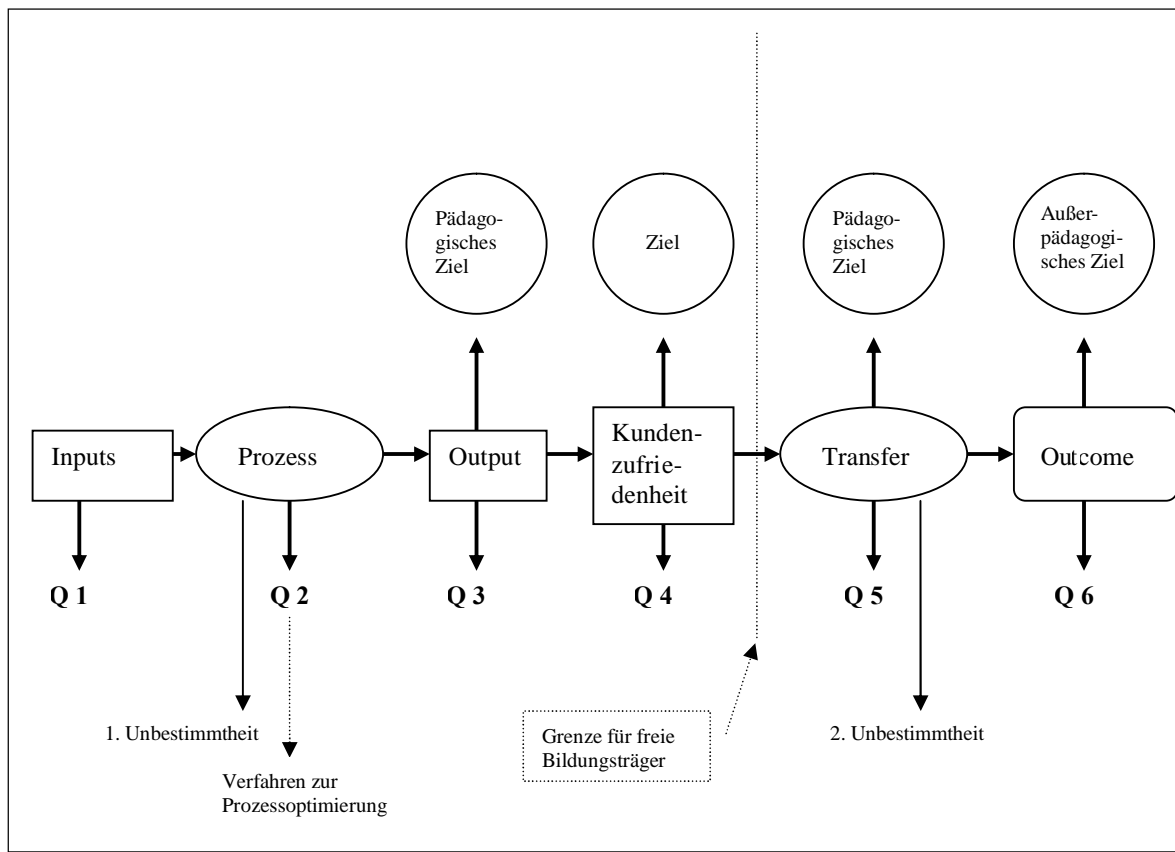 Pädago-
gisches
Ziel
Ziel
Pädago-
gisches
Ziel
Außer-
pädagogi-
sches Ziel
Inputs
Prozess
Output
Kunden-
zufrie-
denheit
Transfer
Outcome
Q 1
Q 2
Q 3
Q 4
Q 5
Q 6
1. Unbestimmtheit
Verfahren zur
Prozessoptimierung
Grenze für freie
Bildungsträger
2. Unbestimmtheit